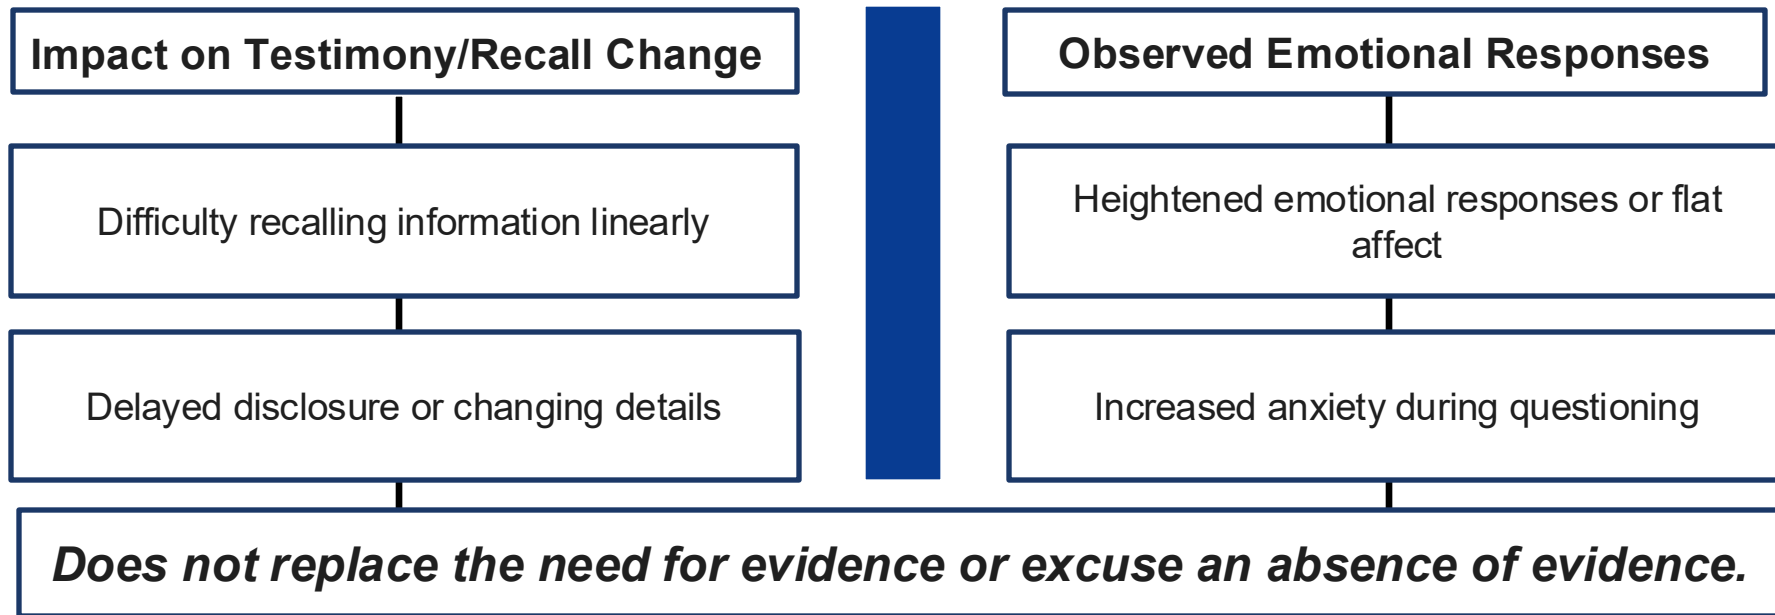 Impact on Testimony/Recall Change
Difficulty recalling information linearly
Delayed disclosure or changing details
Observed Emotional Responses
Heightened emotional responses or flat
affect
Increased anxiety during questioning
Does not replace the need for evidence or excuse an absence of evidence.